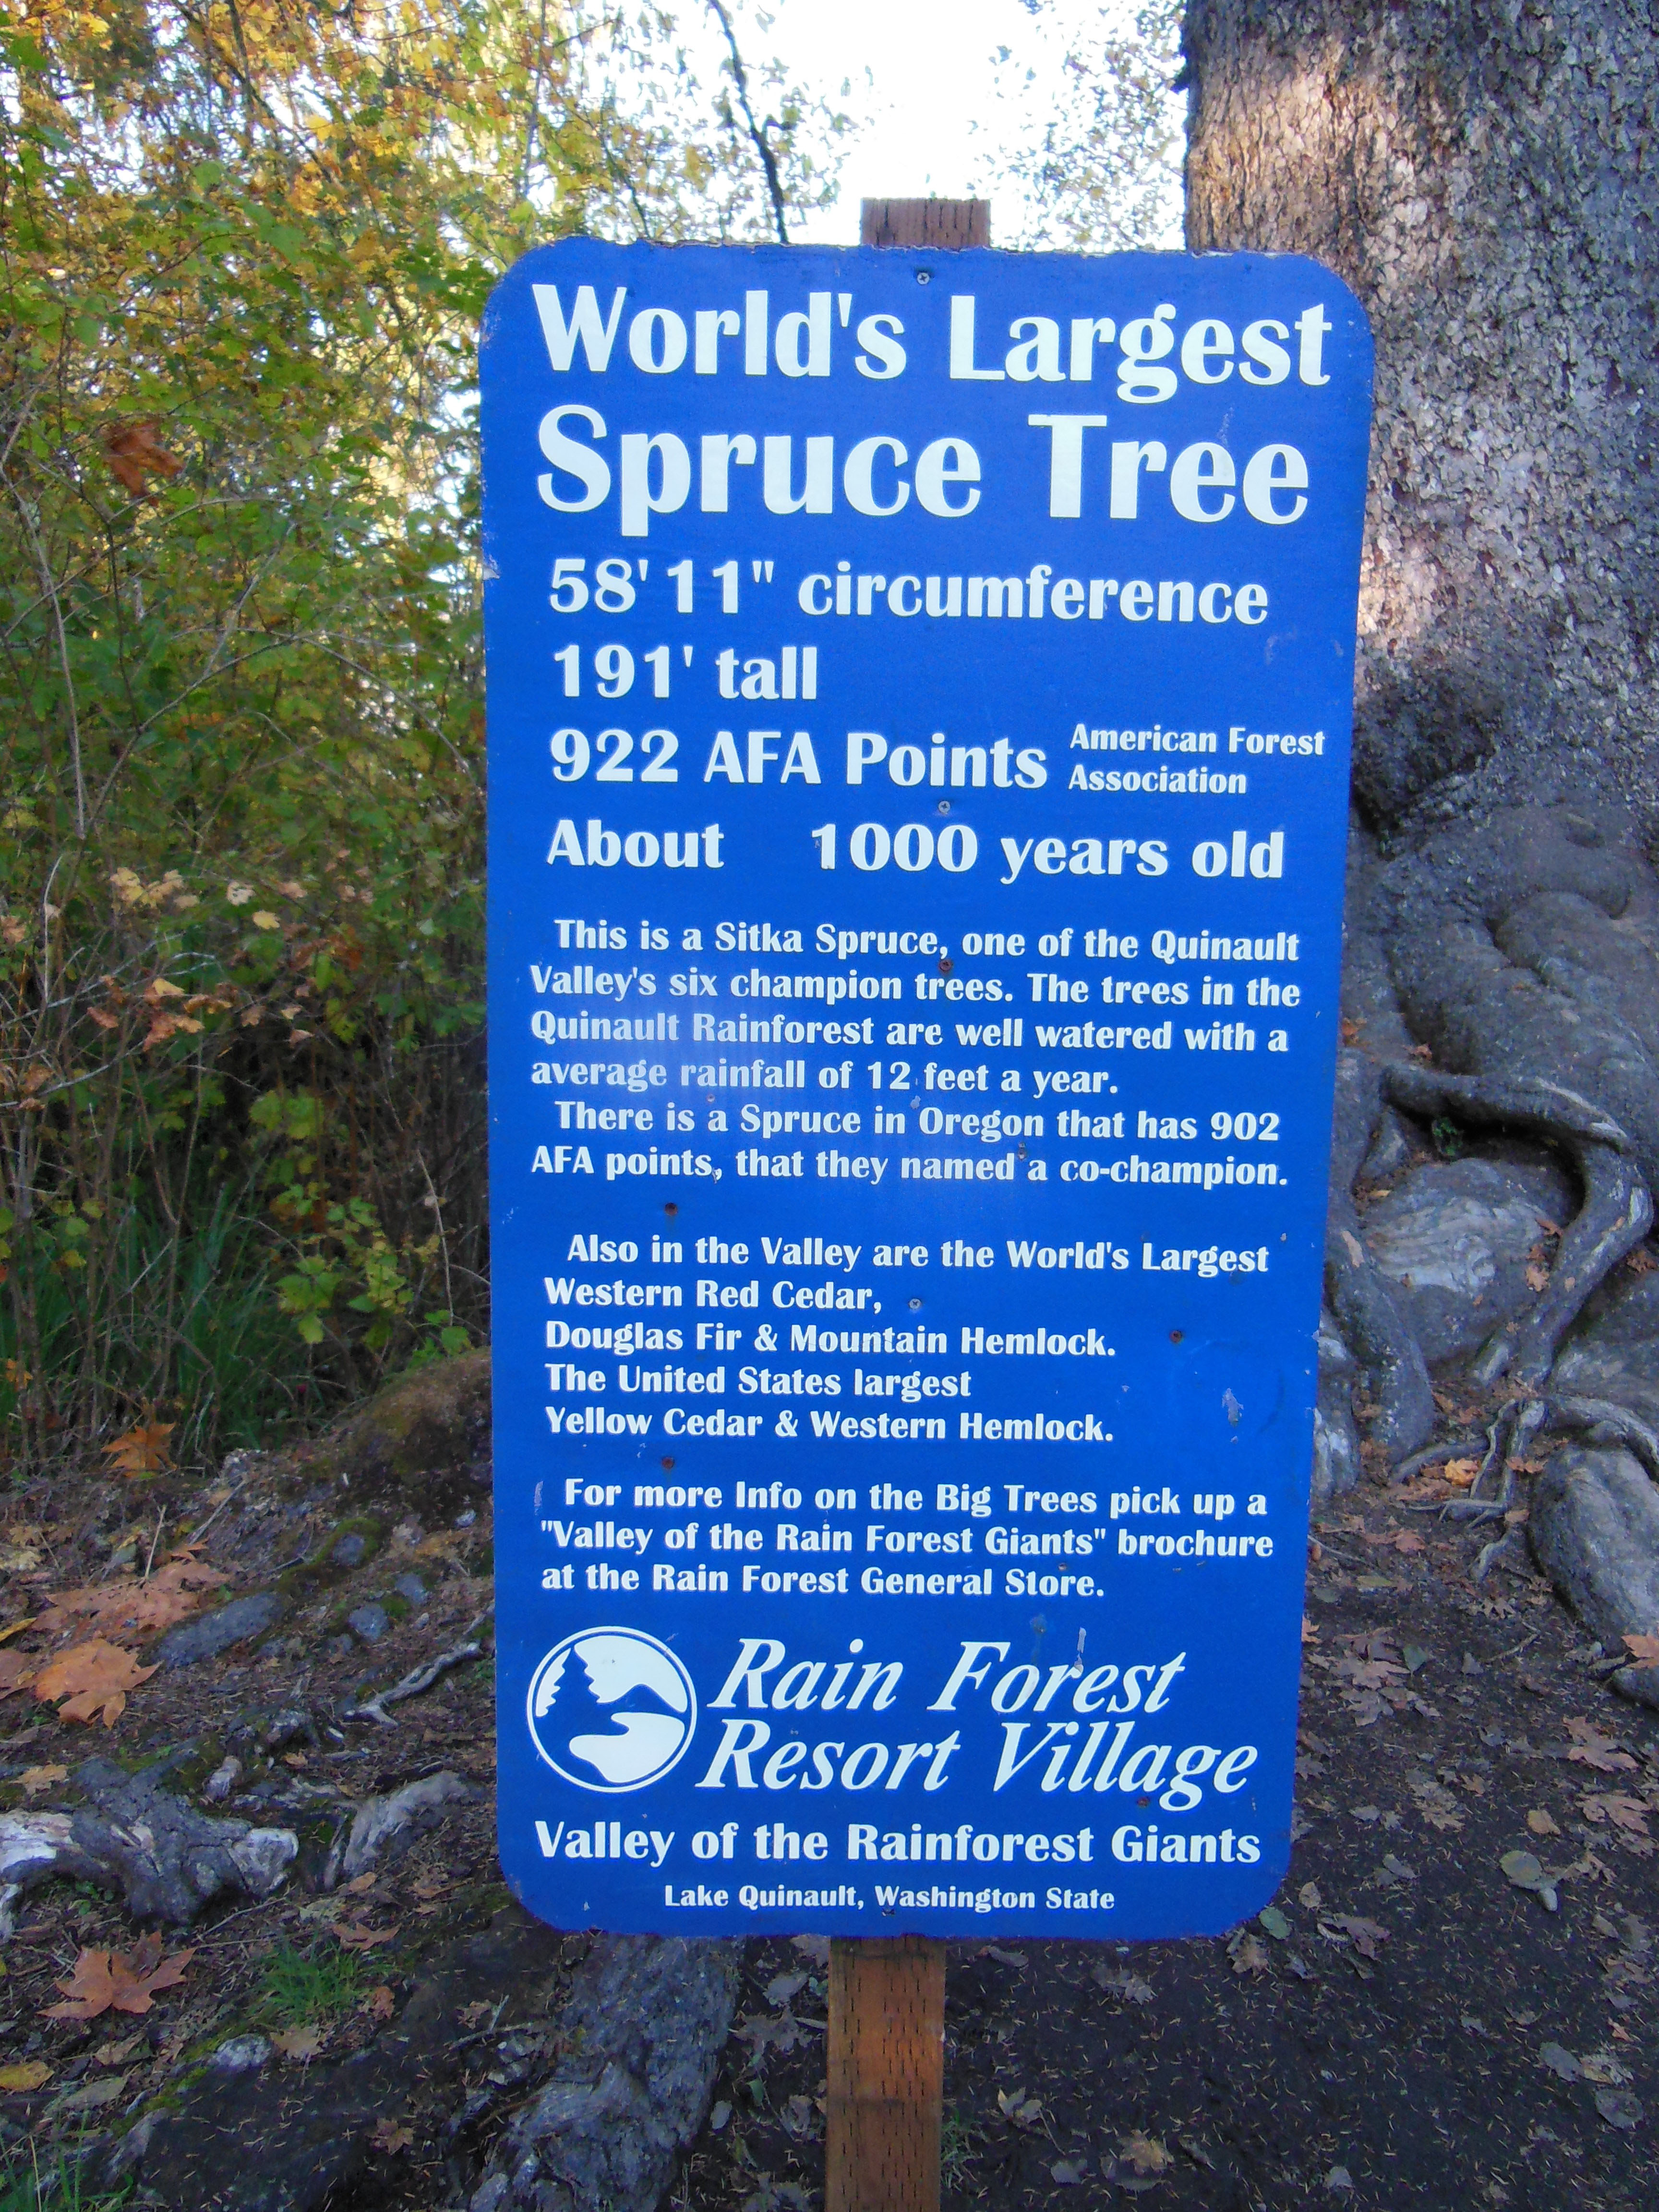 World's Largest
Spruce Tree
58' 11" circumference
191' tall
922 AFA Points American Forest
Association
About 1000 years old
This is a Sitka Spruce, one of the Quinault
Valley's six champion trees. The trees in the
Quinault Rainforest are well watered with a
average rainfall of 12 feet a year.
There is a Spruce in Oregon that has 902
AFA points, that they named a co-champion.
Also in the Valley are the World's Largest
Western Red Cedar,
Douglas Fir & Mountain Hemlock.
The United States largest
Yellow Cedar & Western Hemlock.
For more Info on the Big Trees pick up a
"Valley of the Rain Forest Giants" brochure
at the Rain Forest General Store.
Rain Forest
Resort Village
Valley of the Rainforest Giants
Lake Quinault, Washington State